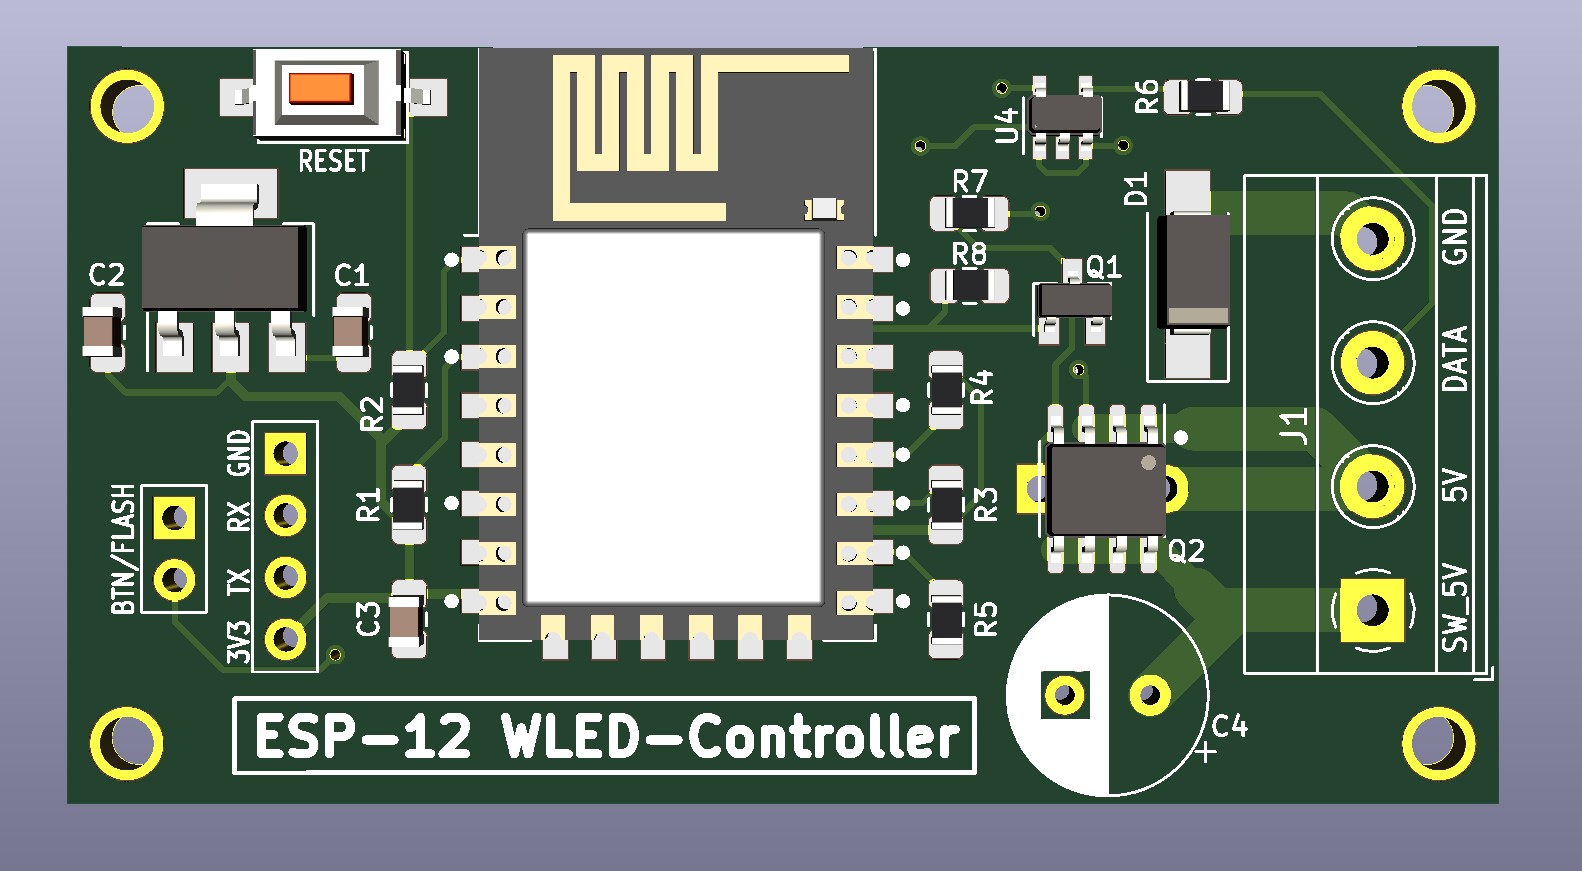 RESET
U4
R6
R7
D1
R8
Q1
C2
C1
GND
DATA
5V
SW_5V
J1
R2
R4
R1
R3
GND
RX
TX
3V3
BTN/FLASH
Q2
C3
R5
C4
+
ESP-12 WLED-Controller